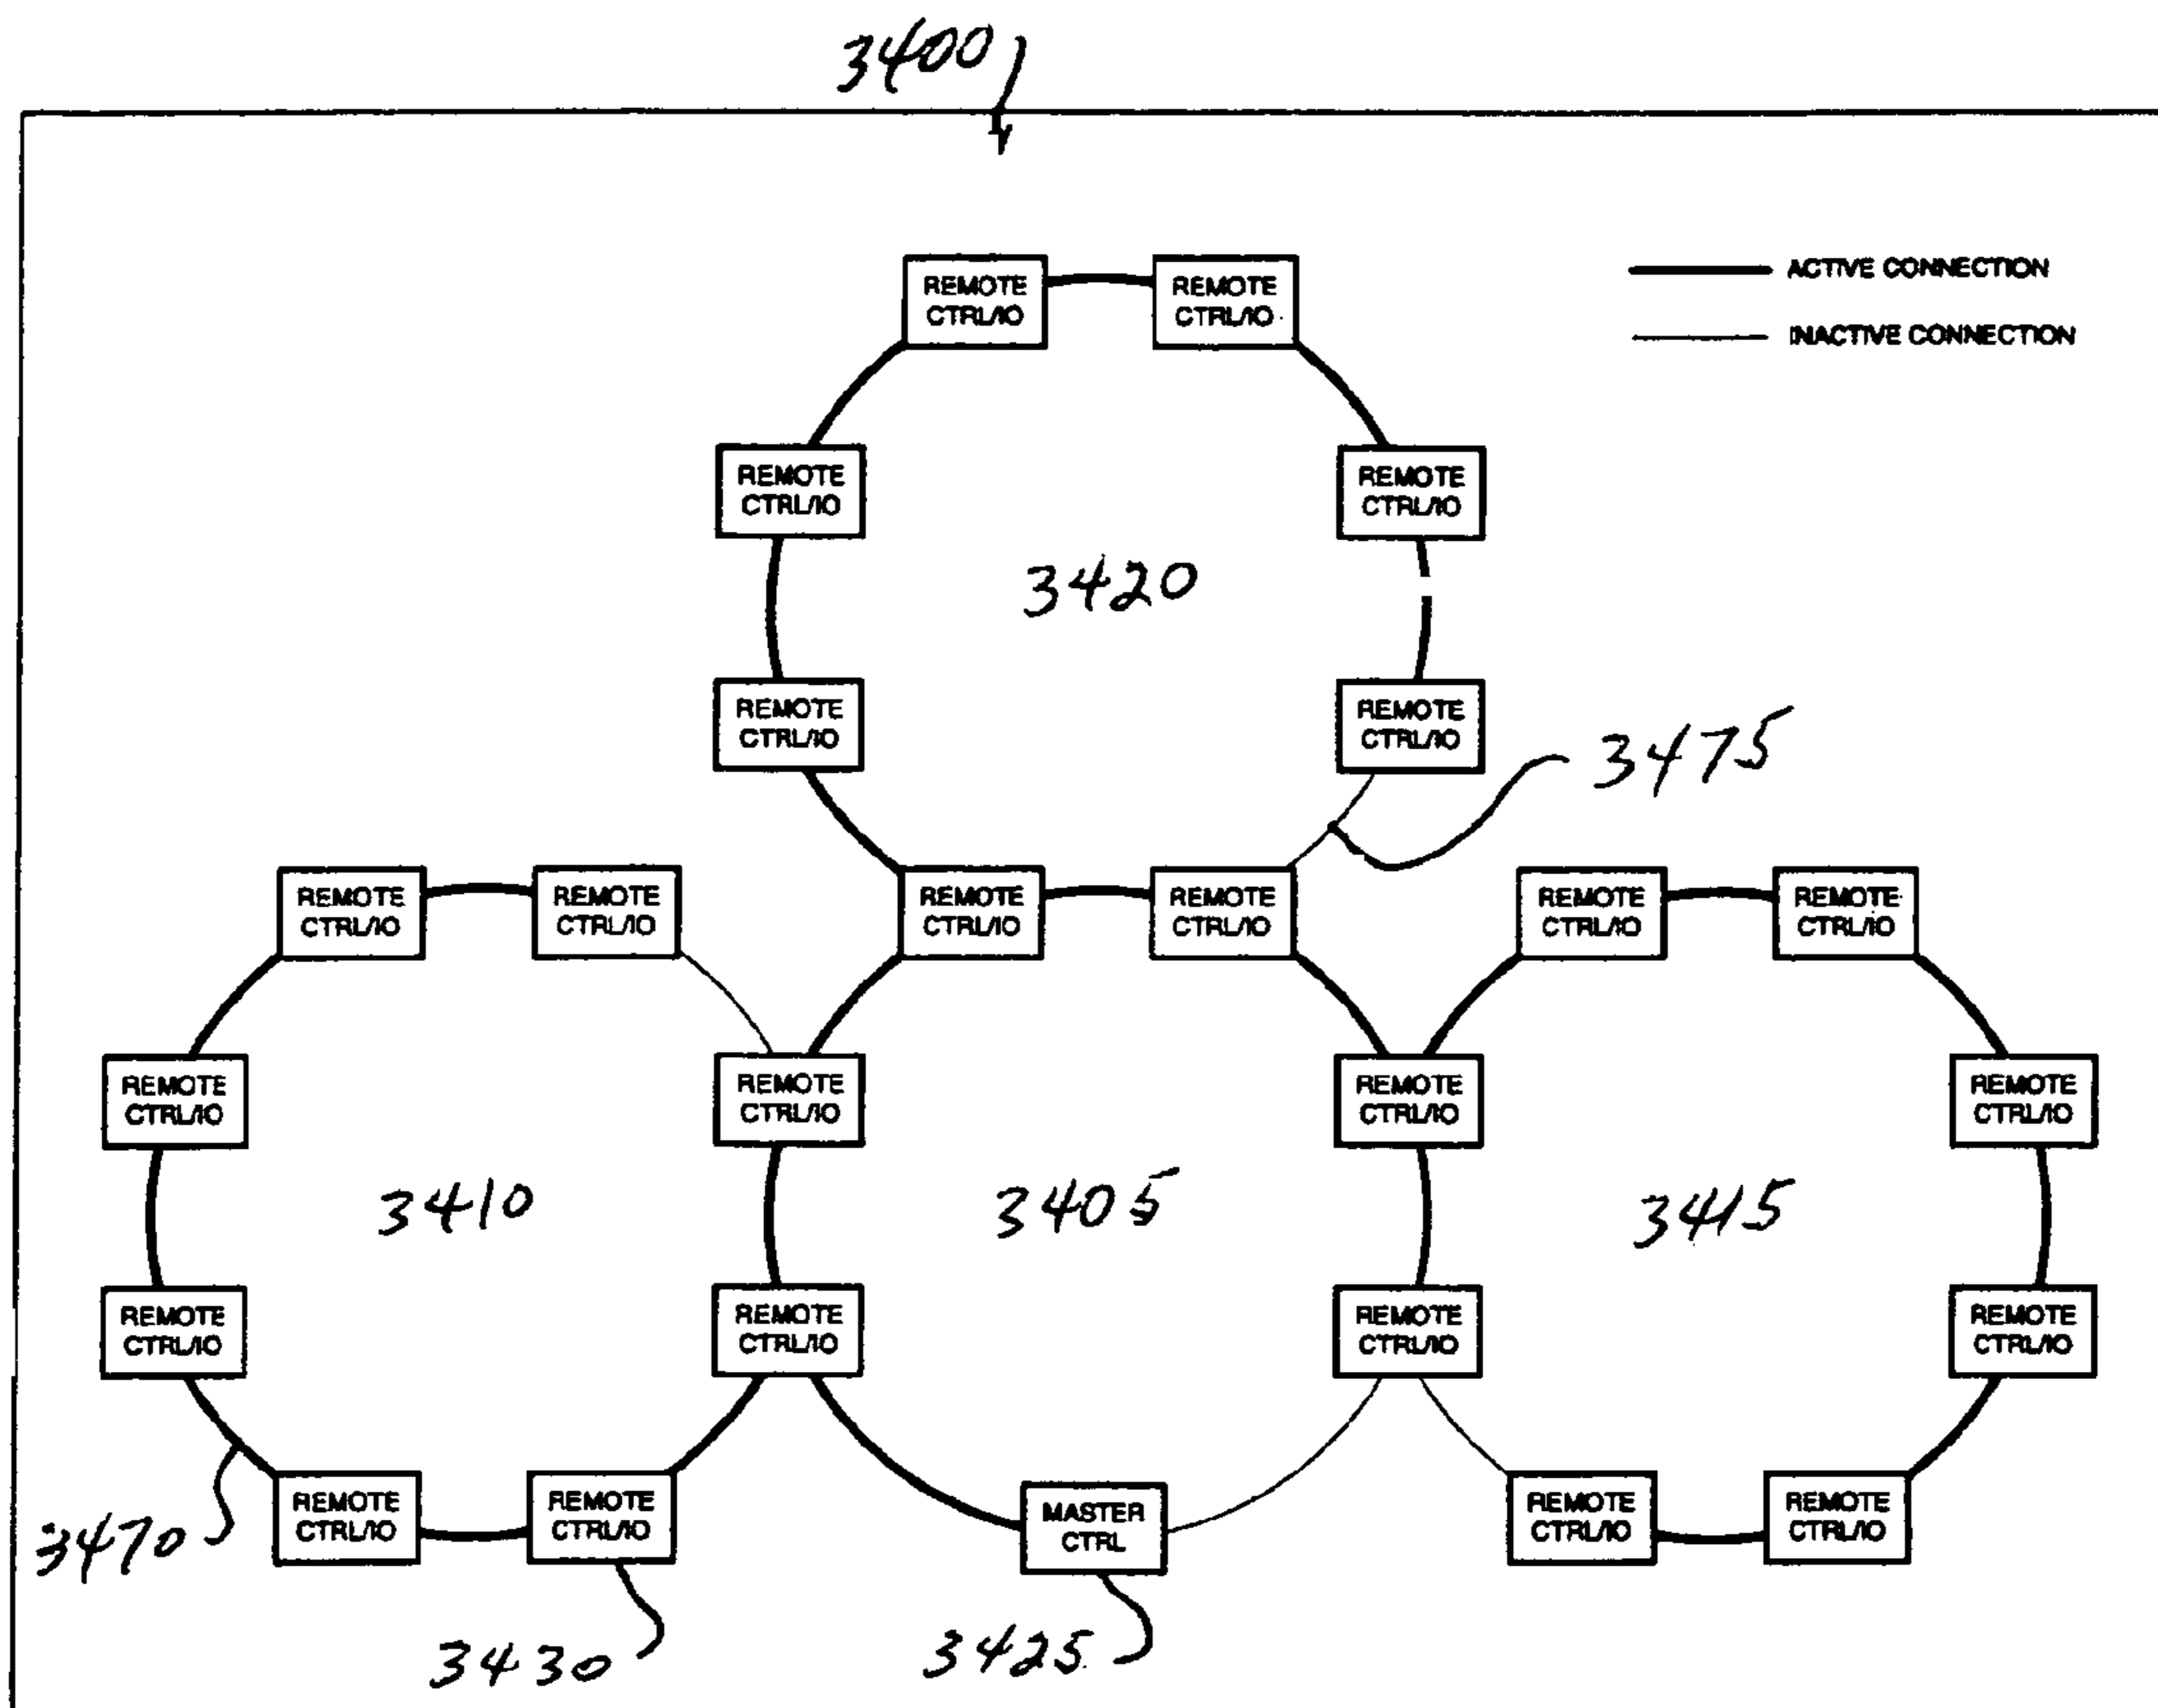 3400
REMOTE
CTRL/IO
REMOTE
CTRL/IO
ACTIVE CONNECTION
INACTIVE CONNECTION
REMOTE
CTRL/IO
REMOTE
CTRL/IO
3420
REMOTE
CTRL/IO
REMOTE
CTRL/IO
3475
REMOTE
CTRL/IO
REMOTE
CTRL/IO
REMOTE
CTRL/IO
REMOTE
CTRL/IO
REMOTE
CTRL/IO
REMOTE
CTRL/IO
REMOTE
CTRL/IO
REMOTE
CTRL/IO
REMOTE
CTRL/IO
REMOTE
CTRL/IO
3410
3405
3415
REMOTE
CTRL/IO
REMOTE
CTRL/IO
REMOTE
CTRL/IO
REMOTE
CTRL/IO
REMOTE
CTRL/IO
REMOTE
CTRL/IO
MASTER
CTRL
REMOTE
CTRL/IO
REMOTE
CTRL/IO
3470
3430
3425